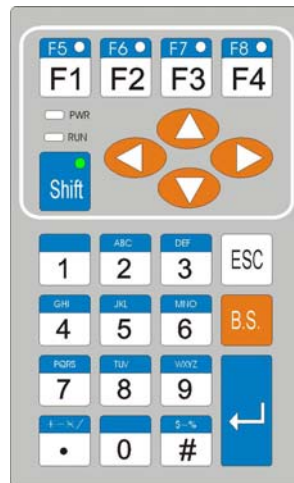 F5 F6 F7 F8
F1 F2 F3 F4
PWR
RUN
Shift
ABC DEF
1 2 3 ESC
GHI JKL MNO
4 5 6 B.S.
PQRS TUV WXYZ
7 8 9
+-×/ $-%
• 0 #